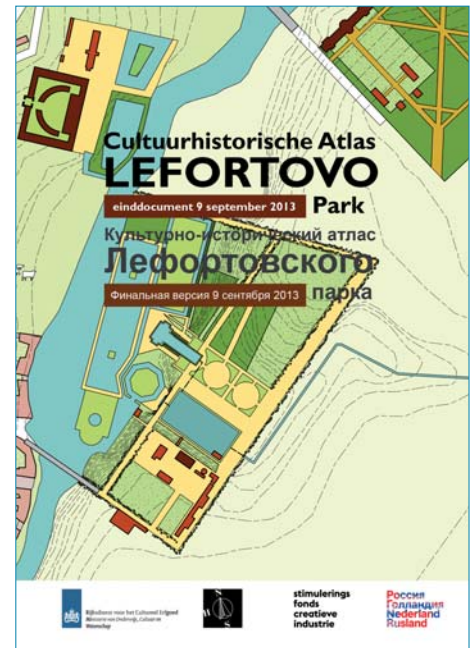 Cultuurhistorische Atlas
LEFORTOVO
einddocument 9 september 2013 Park
Культурно-исторический атлас
Лефортовского
Финальная версия 9 сентября 2013 парка
Rijksdienst voor het Cultureel Erfgoed
Ministerie van Onderwijs, Cultuur en
Wetenschap
W S
stimulerings
fonds
creatieve
industrie
Россия
Голландия
Nederland
Rusland